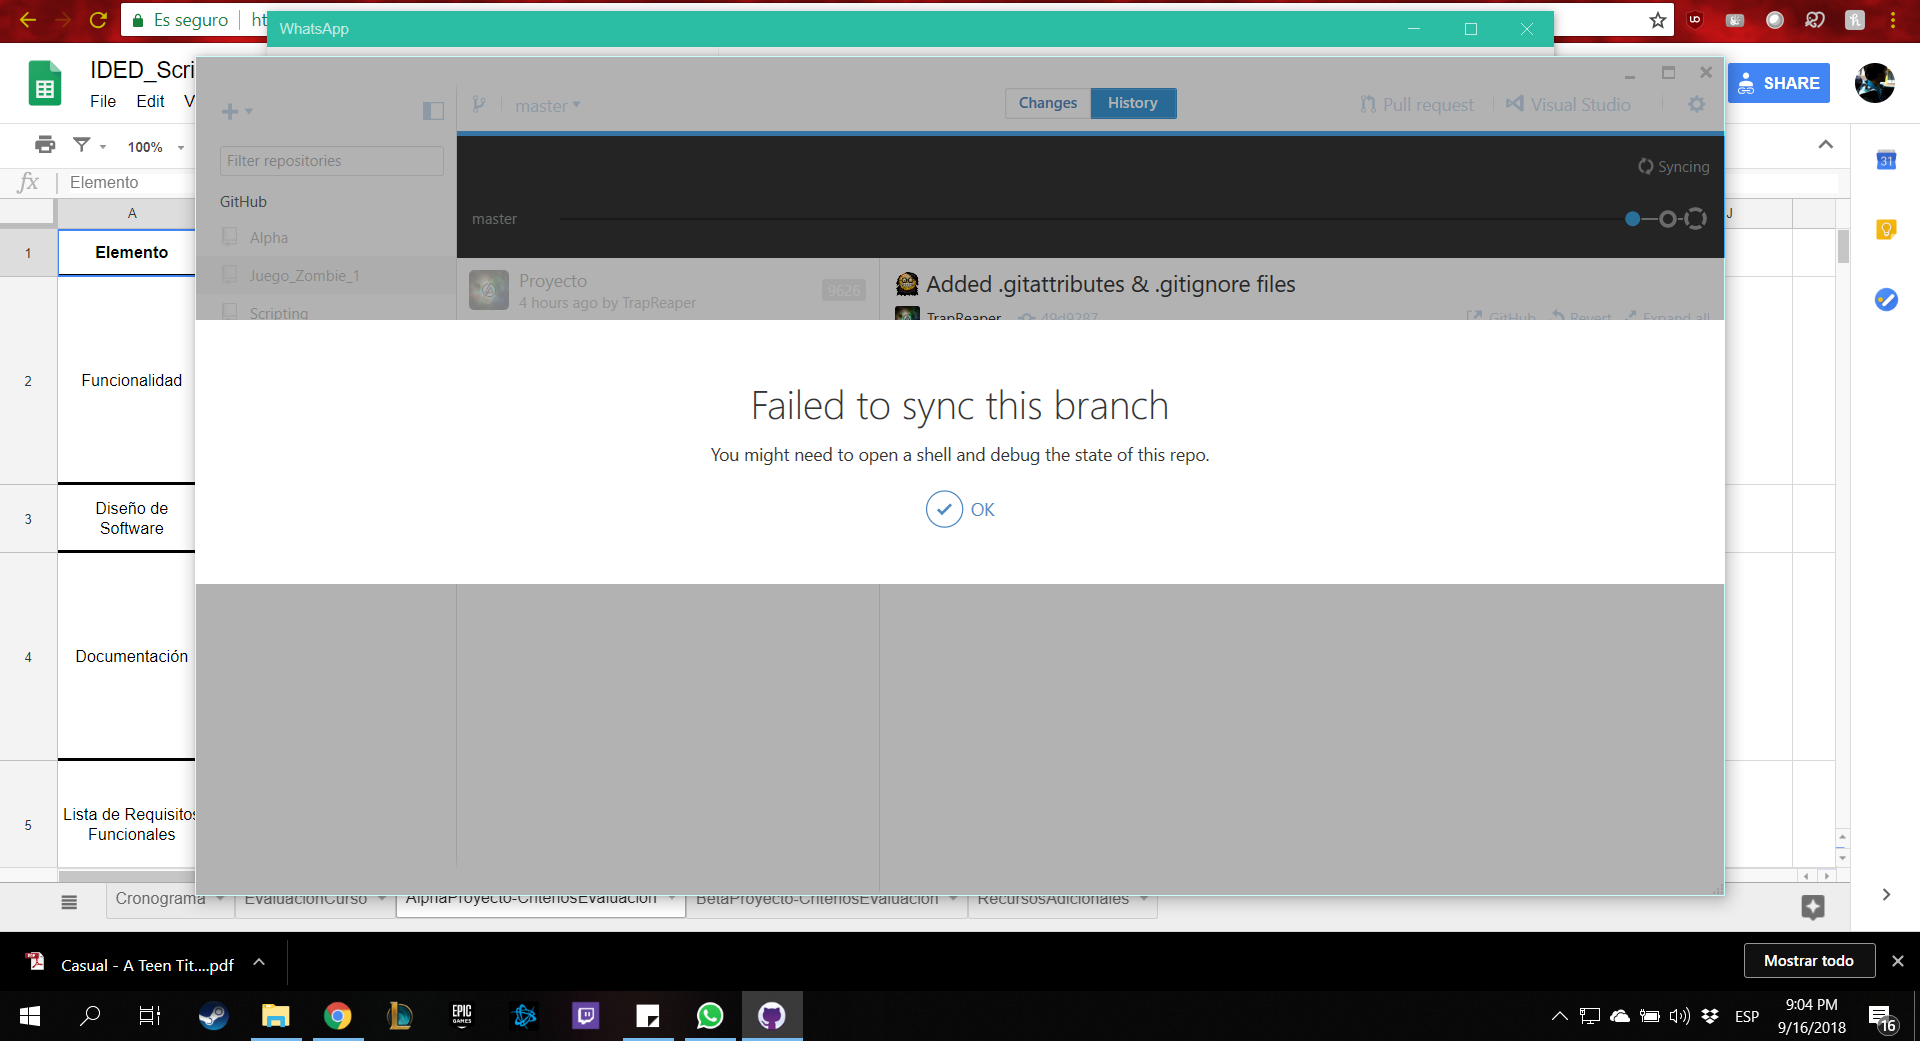 Es seguro
WhatsApp
IDED_Scri
File Edit V
SHARE
master
Changes History
Pull request
Visual Studio
100%
Filter repositories
fx Elemento
Syncing
31
GitHub
A
J
master
Alpha
1 Elemento
Juego_Zombie_1
Proyecto
4 hours ago by TrapReaper
9626
Added .gitattributes & .gitignore files
Scripting
TrapReaper 49d9287
GitHub Revert Expand all
2 Funcionalidad
Failed to sync this branch
You might need to open a shell and debug the state of this repo.
OK
3 Diseño de
Software
4 Documentación
5 Lista de Requisitos
Funcionales
Cronograma EvaluacionCurso AlphaProyecto-CriteriosEvaluacion BetaProyecto-CriteriosEvaluacion RecursosAdicionales
Casual - A Teen Tit....pdf
Mostrar todo
EPIC
GAMES
ESP
9:04 PM
9/16/2018
16